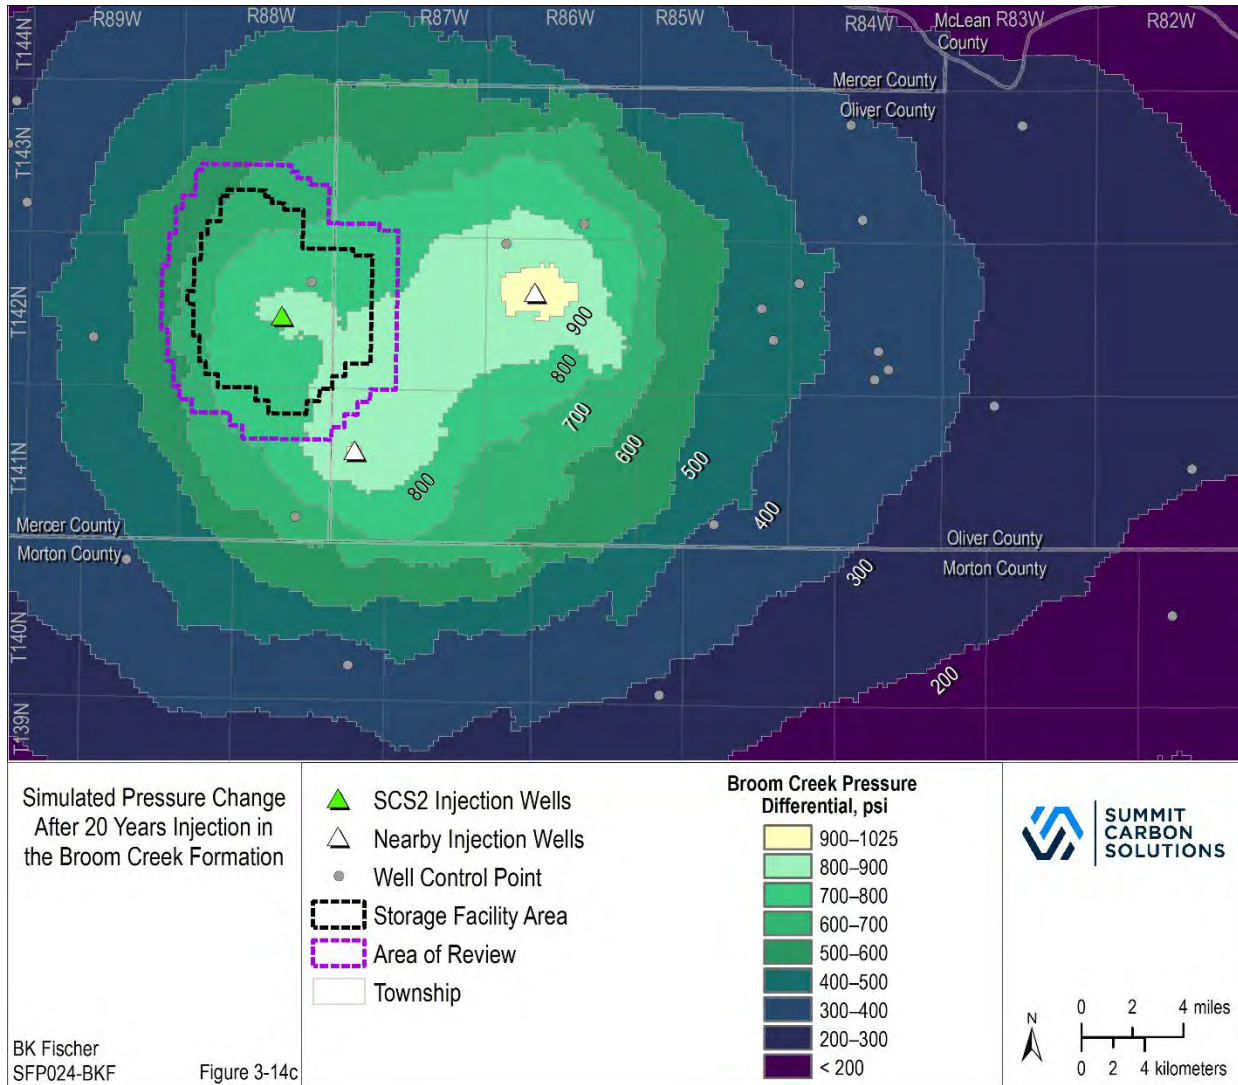 R89W
R88W
R87W
R86W
R85W
R84W
R83W
R82W
McLean
County
Mercer County
Oliver County
T144N
T143N
T142N
T141N
T140N
T139N
900
800
700
600
500
400
300
200
800
Mercer County
Morton County
Oliver County
Morton County
Simulated Pressure Change
After 20 Years Injection in
the Broom Creek Formation
BK Fischer
SFP024-BKF
Figure 3-14c
SCS2 Injection Wells
Nearby Injection Wells
Well Control Point
Storage Facility Area
Area of Review
Township
Broom Creek Pressure
Differential, psi
900–1025
800–900
700–800
600–700
500–600
400–500
300–400
200–300
< 200
SUMMIT
CARBON
SOLUTIONS
N
0 2 4 miles
0 2 4 kilometers